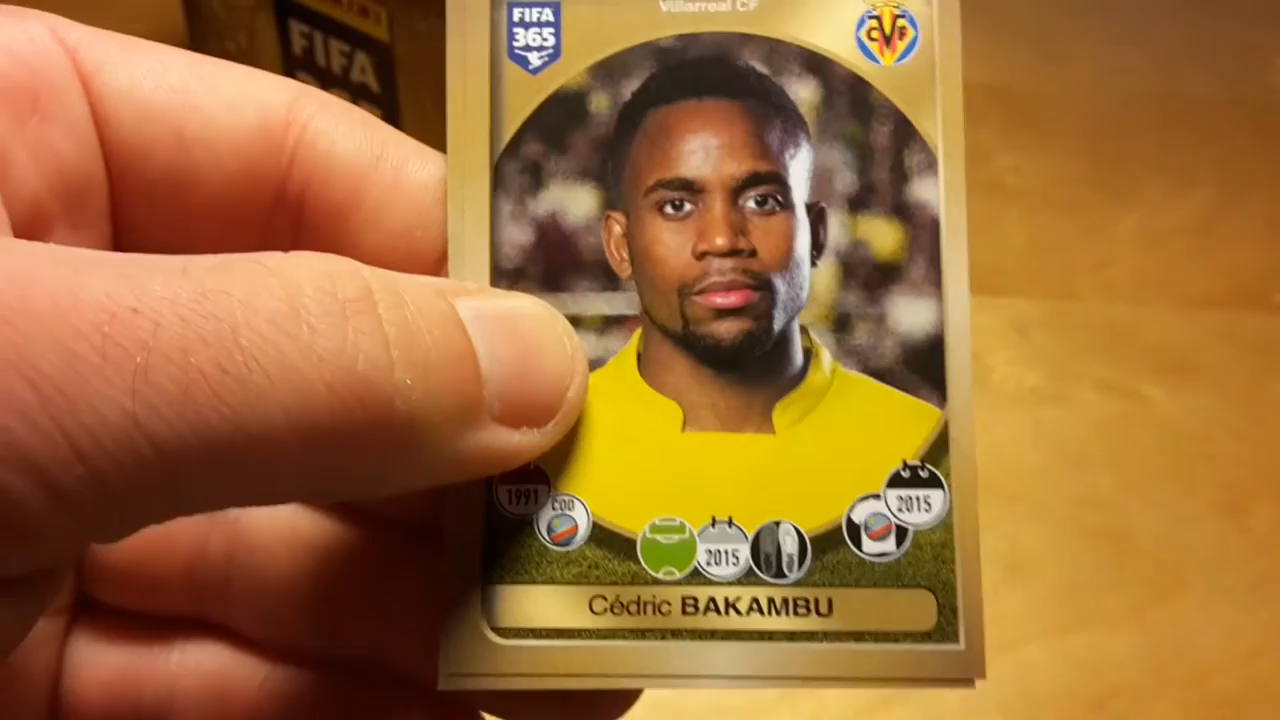 Villarreal CF
FIFA
365
CVF
FIFA
1991
COD
2015
2015
Cédric BAKAMBU